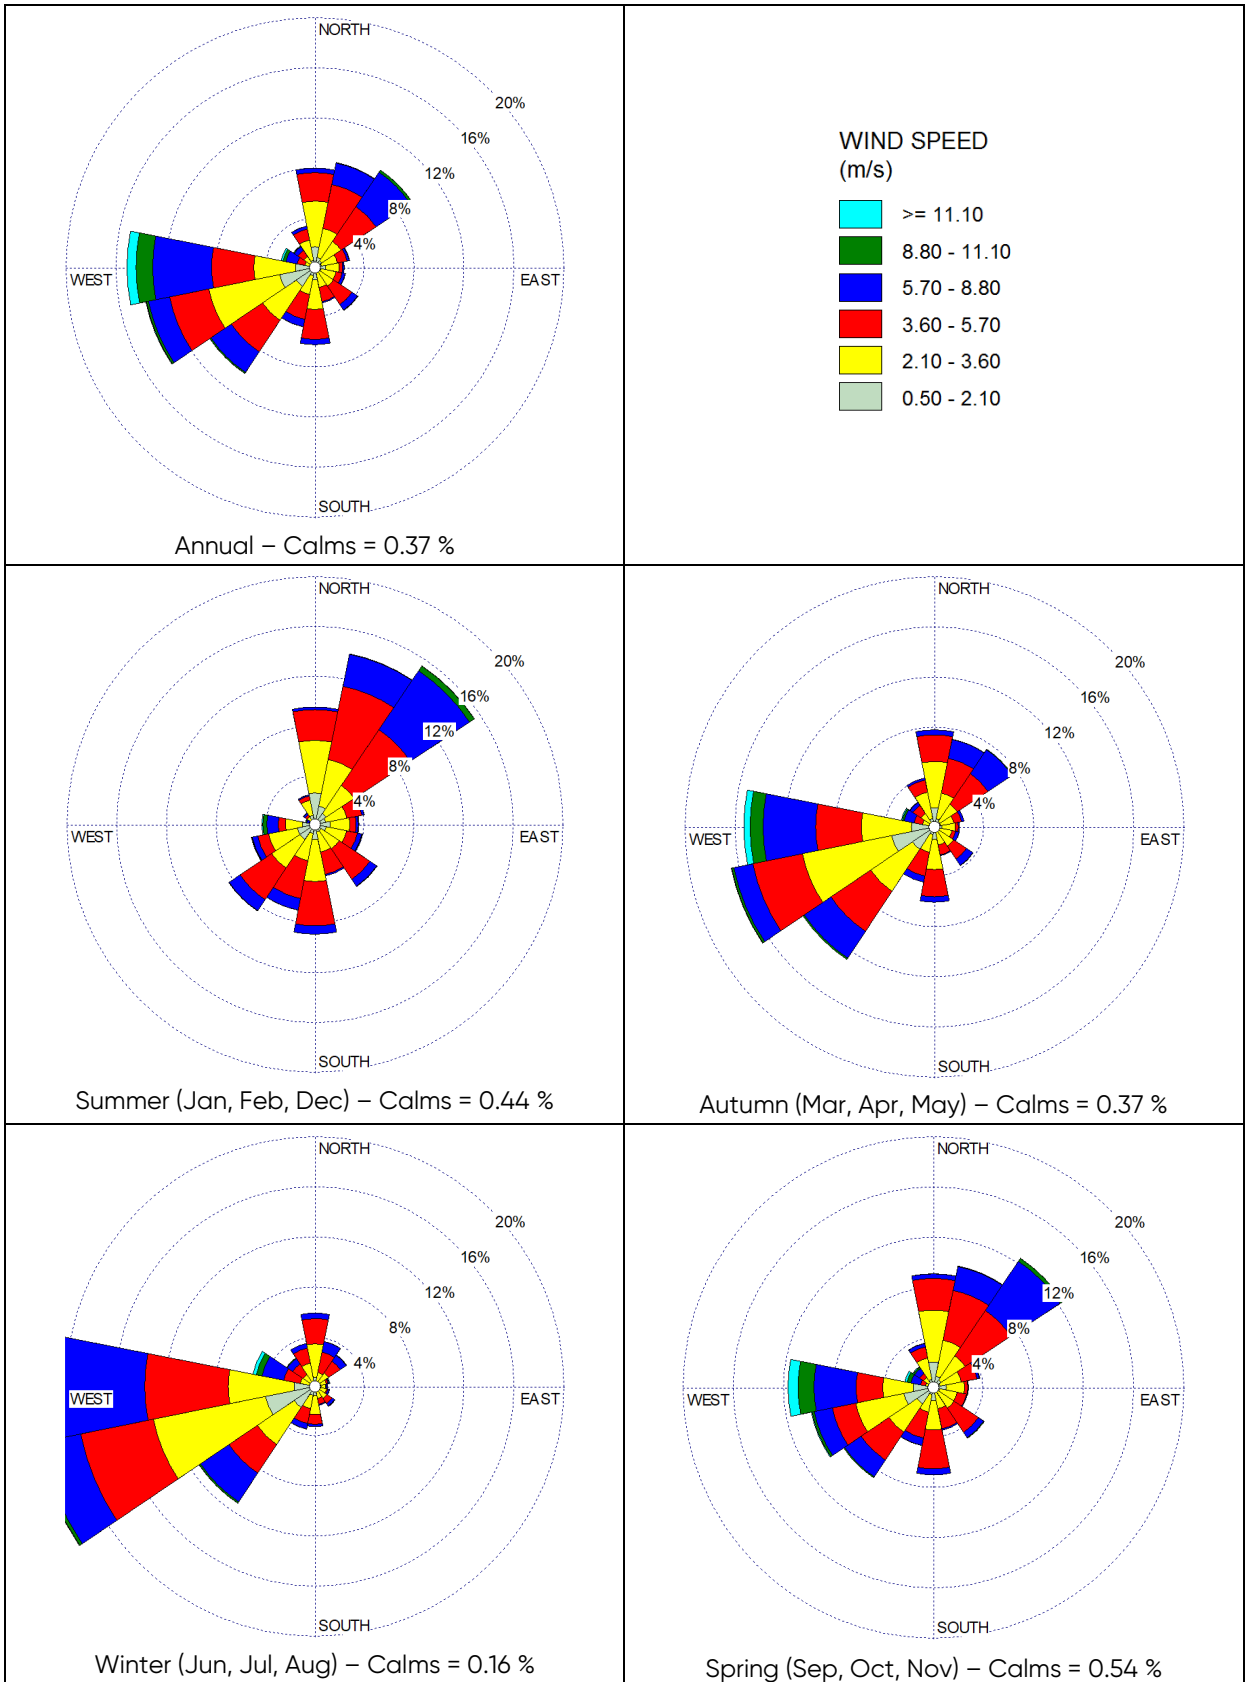 NORTH
20%
16%
12%
8%
4%
WEST
EAST
SOUTH
Annual – Calms = 0.37 %
WIND SPEED
(m/s)
>= 11.10
8.80 - 11.10
5.70 - 8.80
3.60 - 5.70
2.10 - 3.60
0.50 - 2.10
NORTH
20%
16%
12%
8%
4%
WEST
EAST
SOUTH
Summer (Jan, Feb, Dec) – Calms = 0.44 %
NORTH
20%
16%
12%
8%
4%
WEST
EAST
SOUTH
Autumn (Mar, Apr, May) – Calms = 0.37 %
NORTH
20%
16%
12%
8%
4%
WEST
EAST
SOUTH
Winter (Jun, Jul, Aug) – Calms = 0.16 %
NORTH
20%
16%
12%
8%
4%
WEST
EAST
SOUTH
Spring (Sep, Oct, Nov) – Calms = 0.54 %